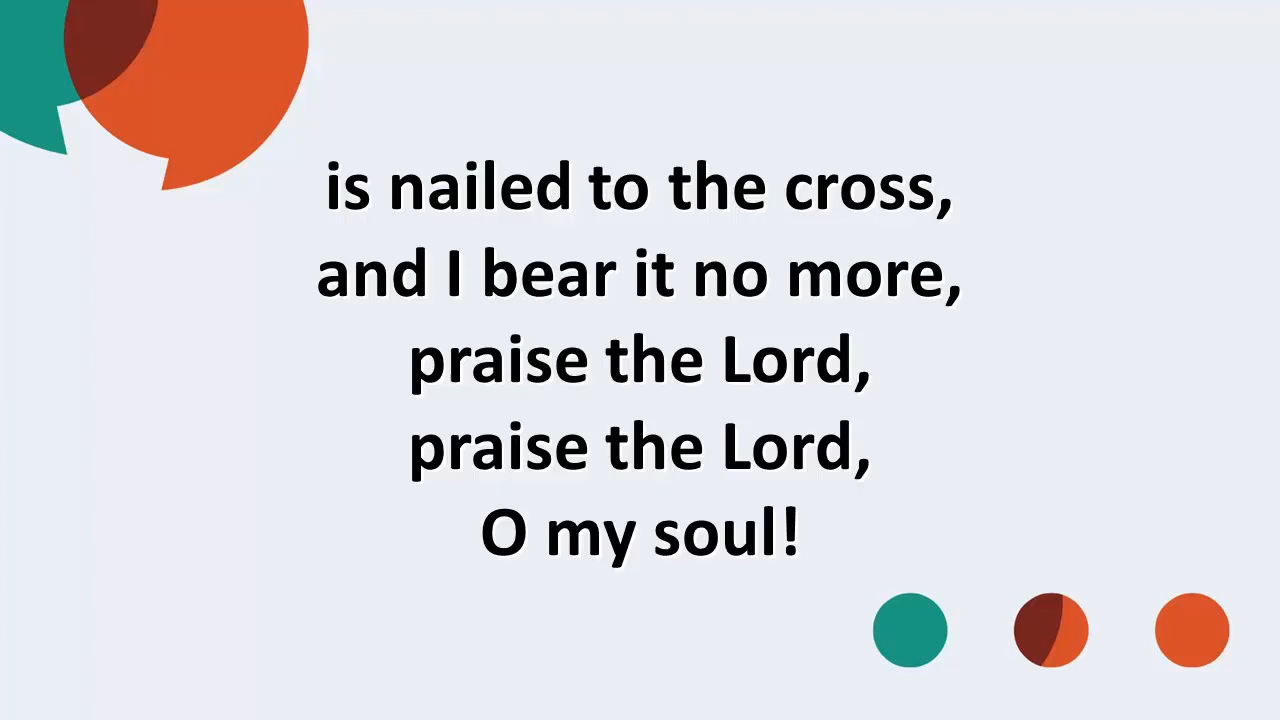 is nailed to the cross,
and I bear it no more,
praise the Lord,
praise the Lord,
O my soul!